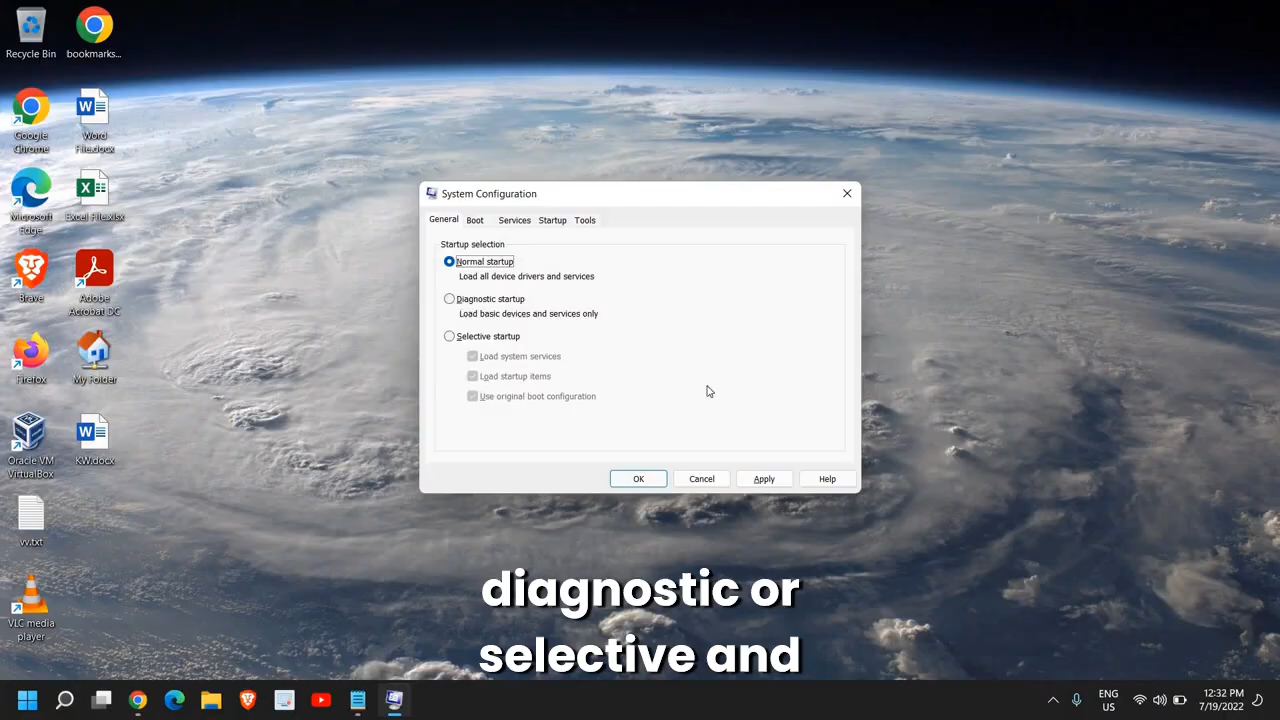 Recycle Bin
bookmarks...
Google
Chrome
Word
File.docx
Microsoft
Edge
Excel File.xlsx
Brave
Adobe
Acrobat DC
Firefox
My Folder
Oracle VM
VirtualBox
KW.docx
vv.txt
VLC media
player
System Configuration
General Boot Services Startup Tools
Startup selection
Normal startup
Load all device drivers and services
Diagnostic startup
Load basic devices and services only
Selective startup
Load system services
Load startup items
Use original boot configuration
OK Cancel Apply Help
diagnostic or
selective and
ENG
US
12:32 PM
7/19/2022